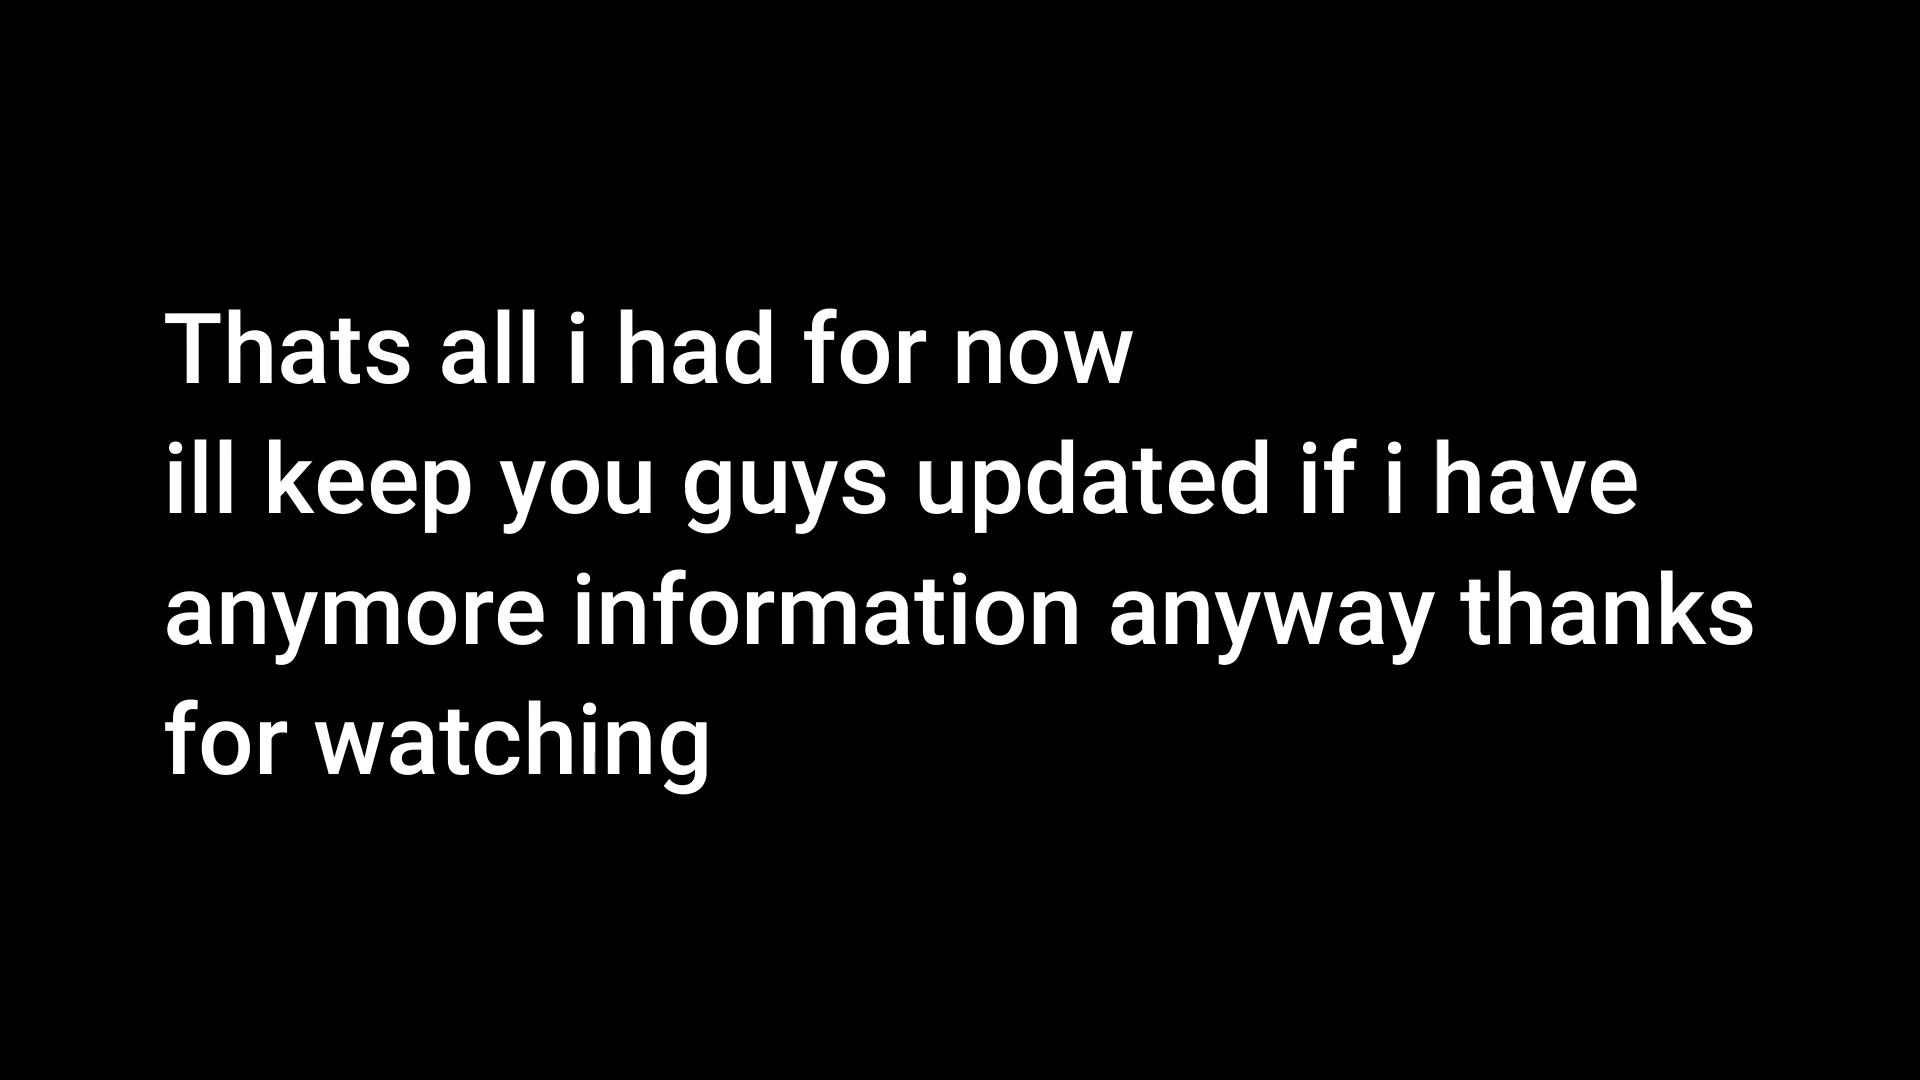 Thats all i had for now
ill keep you guys updated if i have
anymore information anyway thanks
for watching